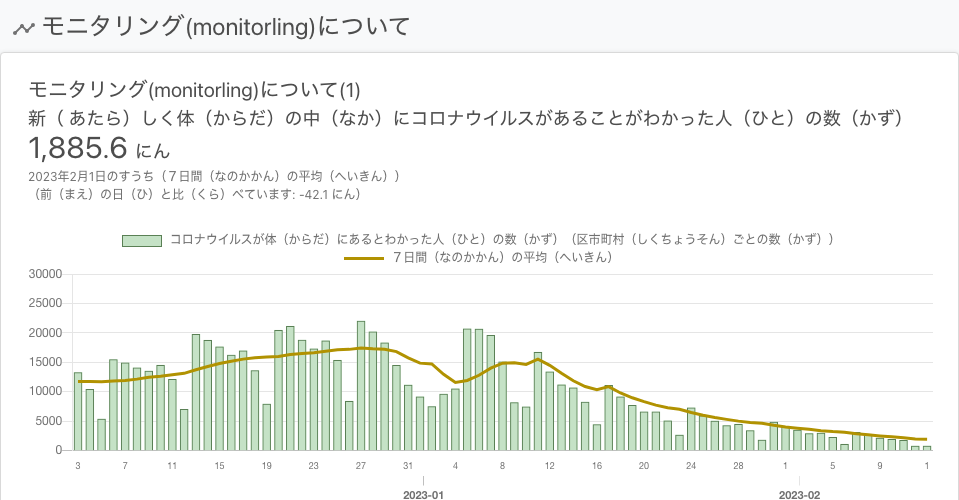 モニタリング(monitorling)について
モニタリング(monitorling)について(1)
新（ あたら）しく体（からだ）の中（なか）にコロナウイルスがあることがわかった人（ひと）の数（かず）
1,885.6 にん
2023年2月1日のすうち（７日間（なのかかん）の平均（へいきん））
（前（まえ）の日（ひ）と比（くら）べています: -42.1 にん）
コロナウイルスが体（からだ）にあるとわかった人（ひと）の数（かず）（区市町村（しくちょうそん）ごとの数（かず））
７日間（なのかかん）の平均（へいきん）
30000
25000
20000
15000
10000
5000
0
3 7 11 15 19 23 27 31 4 8 12 16 20 24 28 1 5 9 1
2023-01 2023-02